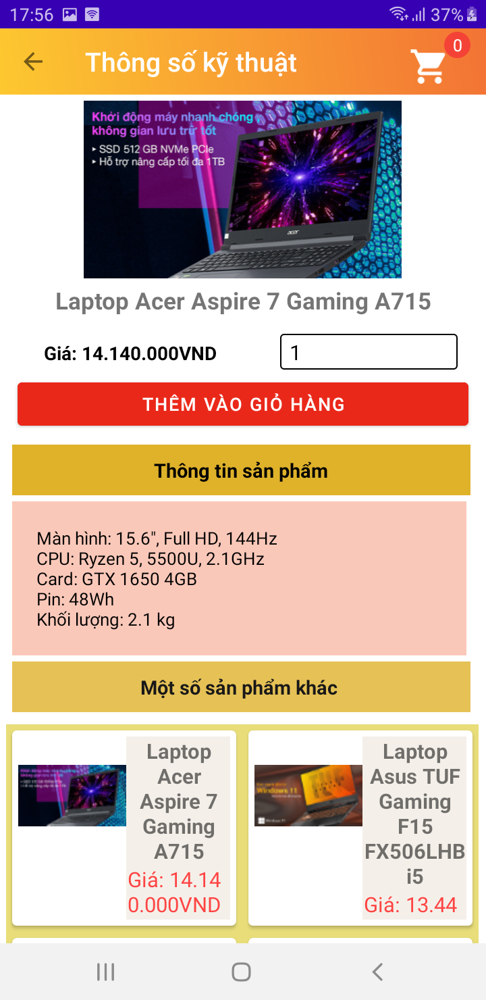 17:56
37%
Thông số kỹ thuật
0
Khởi động máy nhanh chóng,
không gian lưu trữ tốt
▸ SSD 512 GB NVMe PCIe
▸ Hỗ trợ nâng cấp tối đa 1TB
acer
Laptop Acer Aspire 7 Gaming A715
Giá: 14.140.000VND
1
THÊM VÀO GIỎ HÀNG
Thông tin sản phẩm
Màn hình: 15.6", Full HD, 144Hz
CPU: Ryzen 5, 5500U, 2.1GHz
Card: GTX 1650 4GB
Pin: 48Wh
Khối lượng: 2.1 kg
Một số sản phẩm khác
Laptop
Acer
Aspire 7
Gaming
A715
Giá: 14.14
0.000VND
Windows 11
Laptop
Asus TUF
Gaming
F15
FX506LHB
i5
Giá: 13.44